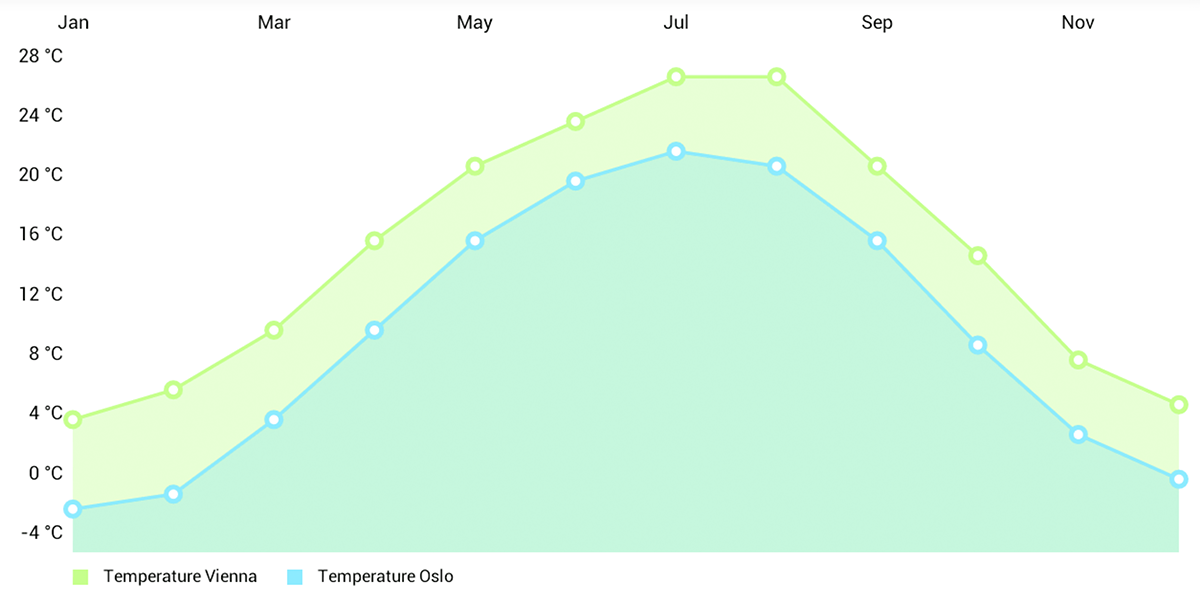 Jan Mar May Jul Sep Nov
28 °C
24 °C
20 °C
16 °C
12 °C
8 °C
4 °C
0 °C
-4 °C
Temperature Vienna Temperature Oslo